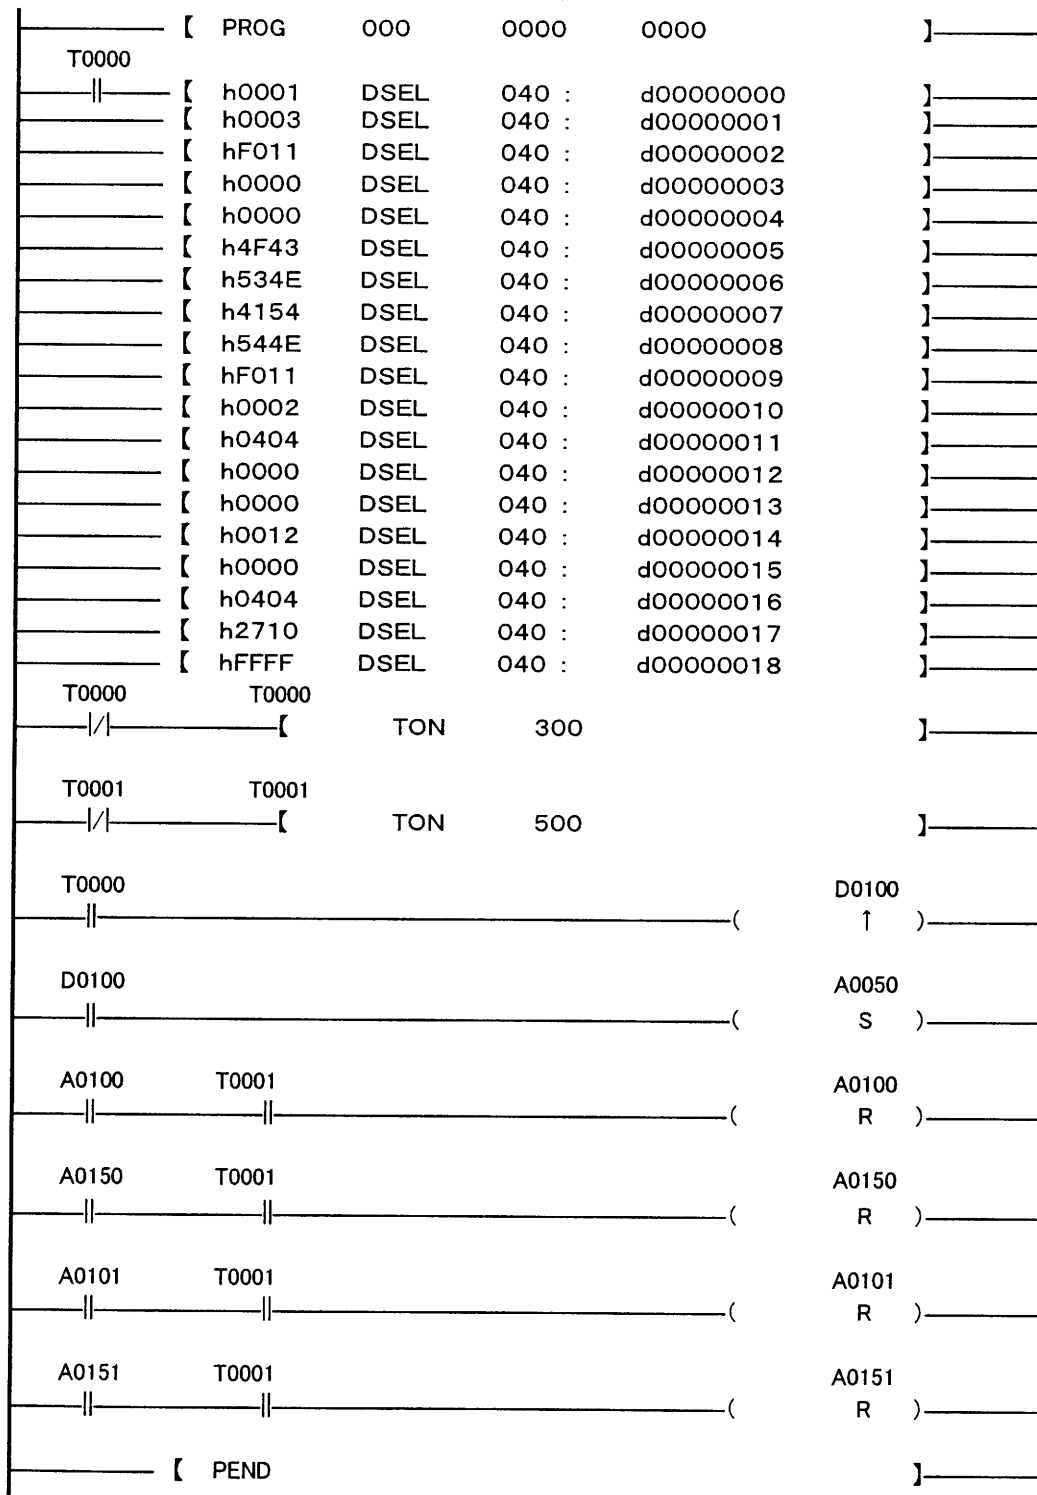 【 PROG 000 0000 0000 】
T0000
【 h0001 DSEL 040 : d00000000 】
【 h0003 DSEL 040 : d00000001 】
【 hF011 DSEL 040 : d00000002 】
【 h0000 DSEL 040 : d00000003 】
【 h0000 DSEL 040 : d00000004 】
【 h4F43 DSEL 040 : d00000005 】
【 h534E DSEL 040 : d00000006 】
【 h4154 DSEL 040 : d00000007 】
【 h544E DSEL 040 : d00000008 】
【 hF011 DSEL 040 : d00000009 】
【 h0002 DSEL 040 : d00000010 】
【 h0404 DSEL 040 : d00000011 】
【 h0000 DSEL 040 : d00000012 】
【 h0000 DSEL 040 : d00000013 】
【 h0012 DSEL 040 : d00000014 】
【 h0000 DSEL 040 : d00000015 】
【 h0404 DSEL 040 : d00000016 】
【 h2710 DSEL 040 : d00000017 】
【 hFFFF DSEL 040 : d00000018 】
T0000 T0000
【 TON 300 】
T0001 T0001
【 TON 500 】
T0000 D0100
( ↑ )
D0100 A0050
( S )
A0100 T0001 A0100
( R )
A0150 T0001 A0150
( R )
A0101 T0001 A0101
( R )
A0151 T0001 A0151
( R )
【 PEND 】